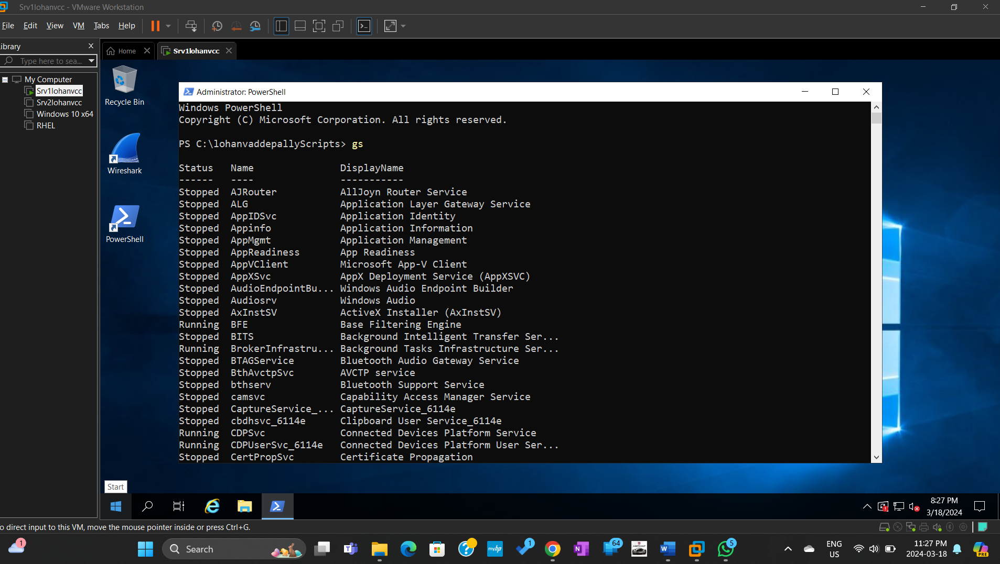 Srv1lohanvcc - VMware Workstation
File Edit View VM Tabs Help
ibrary
Type here to sea...
My Computer
Srv1lohanvcc
Srv2lohanvcc
Windows 10 x64
RHEL
Home
Srv1lohanvcc
Recycle Bin
Wireshark
PowerShell
Administrator: PowerShell
Windows PowerShell
Copyright (C) Microsoft Corporation. All rights reserved.
PS C:\lohanvaddepallyScripts> gs
Status Name DisplayName
------ ---- -----------
Stopped AJRouter AllJoyn Router Service
Stopped ALG Application Layer Gateway Service
Stopped AppIDSvc Application Identity
Stopped Appinfo Application Information
Stopped AppMgmt Application Management
Stopped AppReadiness App Readiness
Stopped AppVClient Microsoft App-V Client
Stopped AppXSvc AppX Deployment Service (AppXSVC)
Stopped AudioEndpointBu... Windows Audio Endpoint Builder
Stopped Audiosrv Windows Audio
Stopped AxInstSV ActiveX Installer (AxInstSV)
Running BFE Base Filtering Engine
Stopped BITS Background Intelligent Transfer Ser...
Running BrokerInfrastru... Background Tasks Infrastructure Ser...
Stopped BTAGService Bluetooth Audio Gateway Service
Stopped BthAvctpSvc AVCTP service
Stopped bthserv Bluetooth Support Service
Stopped camsvc Capability Access Manager Service
Stopped CaptureService_... CaptureService_6114e
Stopped cbdhsvc_6114e Clipboard User Service_6114e
Running CDPSvc Connected Devices Platform Service
Running CDPUserSvc_6114e Connected Devices Platform User Ser...
Stopped CertPropSvc Certificate Propagation
Start
8:27 PM
3/18/2024
o direct input to this VM, move the mouse pointer inside or press Ctrl+G.
1
Search
myhp
1
64
5
ENG
US
11:27 PM
2024-03-18
PRE